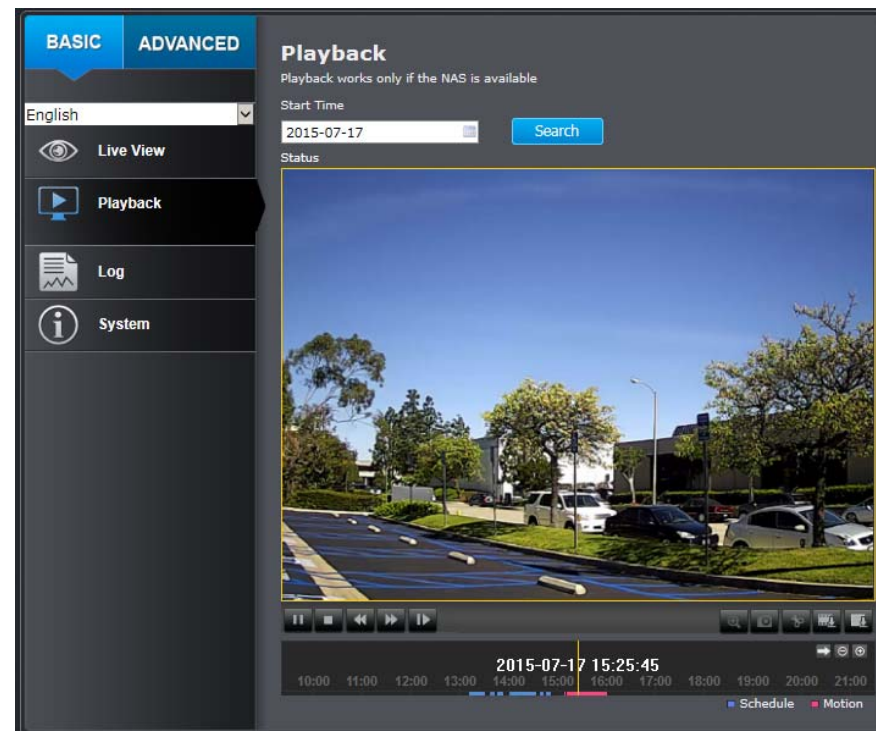 BASIC
ADVANCED
English
Live View
Playback
Log
System
Playback
Playback works only if the NAS is available
Start Time
2015-07-17
Search
Status
2015-07-17 15:25:45
10:00 11:00 12:00 13:00 14:00 15:00 16:00 17:00 18:00 19:00 20:00 21:00
Schedule Motion